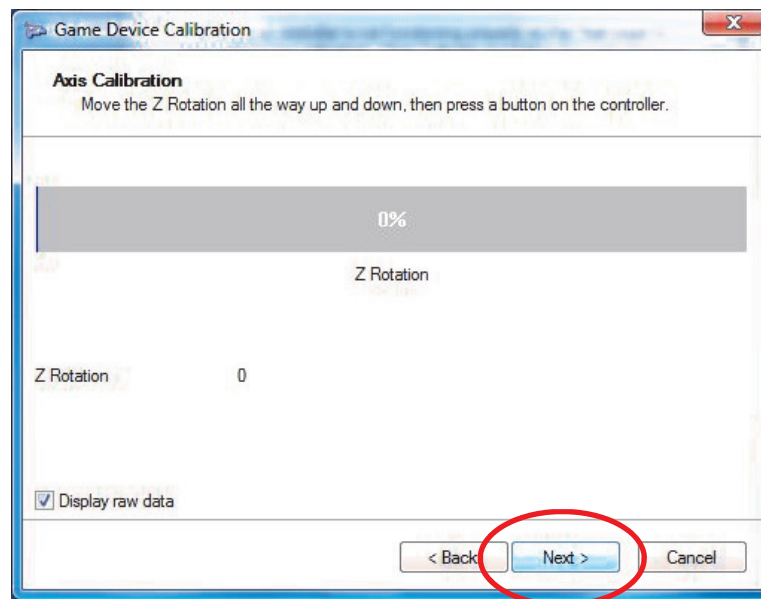 Game Device Calibration
Axis Calibration
Move the Z Rotation all the way up and down, then press a button on the controller.
0%
Z Rotation
Z Rotation 0
Display raw data
< Back Next > Cancel